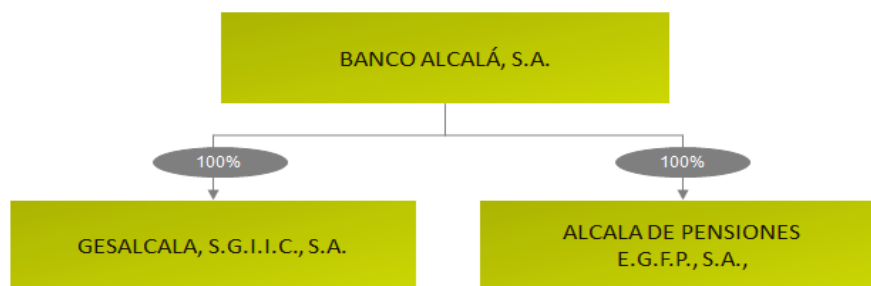 BANCO ALCALÁ, S.A.
100%
100%
GESALCALA, S.G.I.I.C., S.A.
ALCALA DE PENSIONES
E.G.F.P., S.A.,